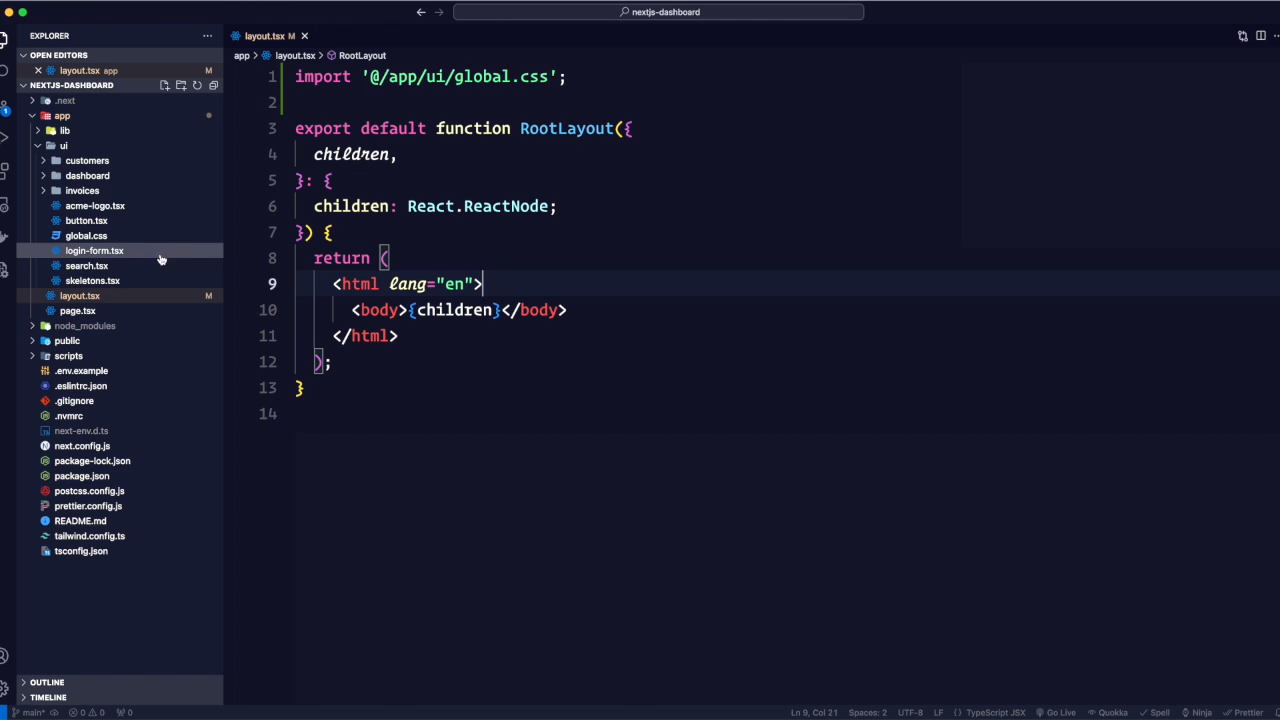 nextjs-dashboard
EXPLORER
OPEN EDITORS
layout.tsx app M
NEXTJS-DASHBOARD
.next
app
lib
ui
customers
dashboard
invoices
acme-logo.tsx
button.tsx
global.css
login-form.tsx
search.tsx
skeletons.tsx
layout.tsx M
page.tsx
node_modules
public
scripts
.env.example
.eslintrc.json
.gitignore
.nvmrc
next-env.d.ts
next.config.js
package-lock.json
package.json
postcss.config.js
prettier.config.js
README.md
tailwind.config.ts
tsconfig.json
OUTLINE
TIMELINE
layout.tsx M
app > layout.tsx > RootLayout
1 import '@/app/ui/global.css';
2
3 export default function RootLayout({
4 children,
5 }: {
6 children: React.ReactNode;
7 }) {
8 return (
9 <html lang="en">
10 <body>{children}</body>
11 </html>
12 );
13 }
14
main* 0 0 0 Ln 9, Col 21 Spaces: 2 UTF-8 LF { } TypeScript JSX Go Live Quokka Spell Ninja Prettier
1